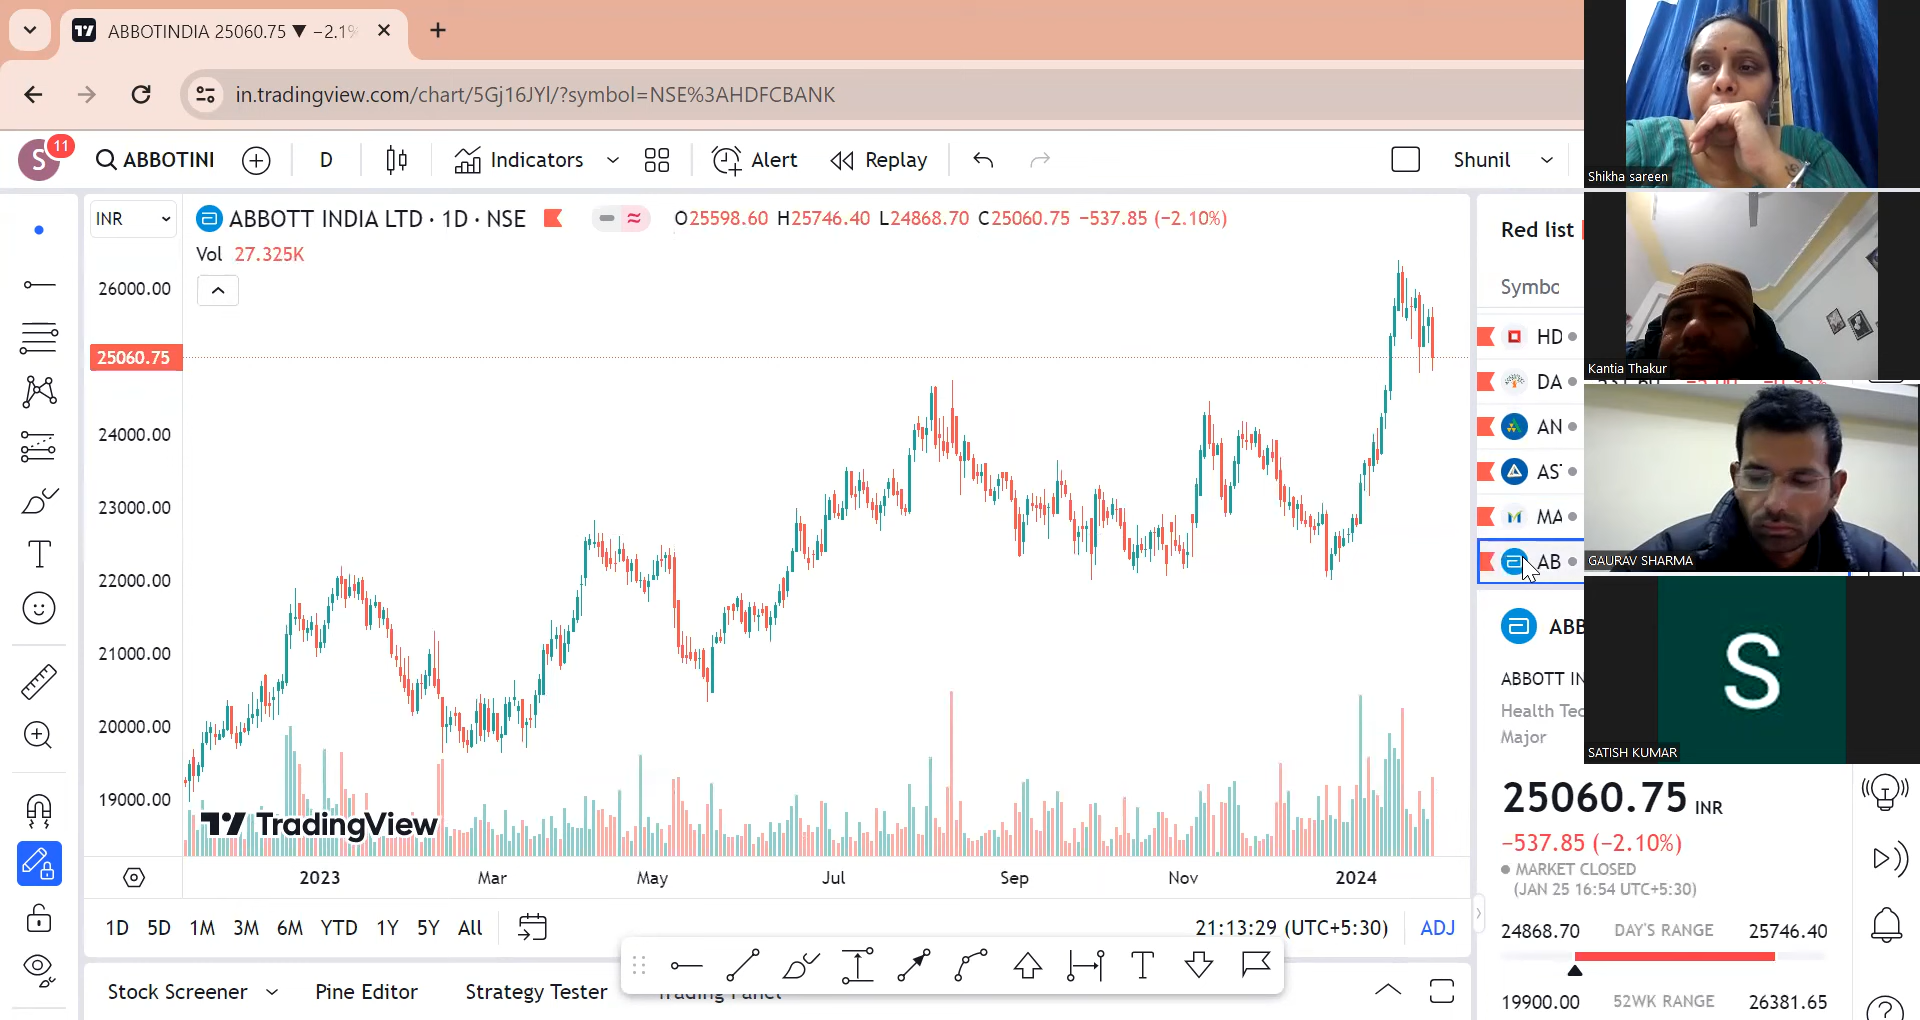 ABBOTINDIA 25060.75 ▼ −2.1%
in.tradingview.com/chart/5Gj16JYl/?symbol=NSE%3AHDFCBANK
S 11 ABBOTINI D Indicators Alert Replay Shunil
INR ABBOTT INDIA LTD · 1D · NSE O25598.60 H25746.40 L24868.70 C25060.75 −537.85 (−2.10%)
Vol 27.325K
26000.00
25060.75
24000.00
23000.00
22000.00
21000.00
20000.00
19000.00
TradingView
2023 Mar May Jul Sep Nov 2024
1D 5D 1M 3M 6M YTD 1Y 5Y All 21:13:29 (UTC+5:30) ADJ
Stock Screener Pine Editor Strategy Tester Trading Panel
Red list
Symbo
HD
DA
AN
AST
MA
AB
ABB
ABBOTT IN
Health Tec
Major
25060.75 INR
−537.85 (−2.10%)
MARKET CLOSED
(JAN 25 16:54 UTC+5:30)
24868.70 DAY'S RANGE 25746.40
19900.00 52WK RANGE 26381.65
Shikha sareen
Kantia Thakur
GAURAV SHARMA
S
SATISH KUMAR